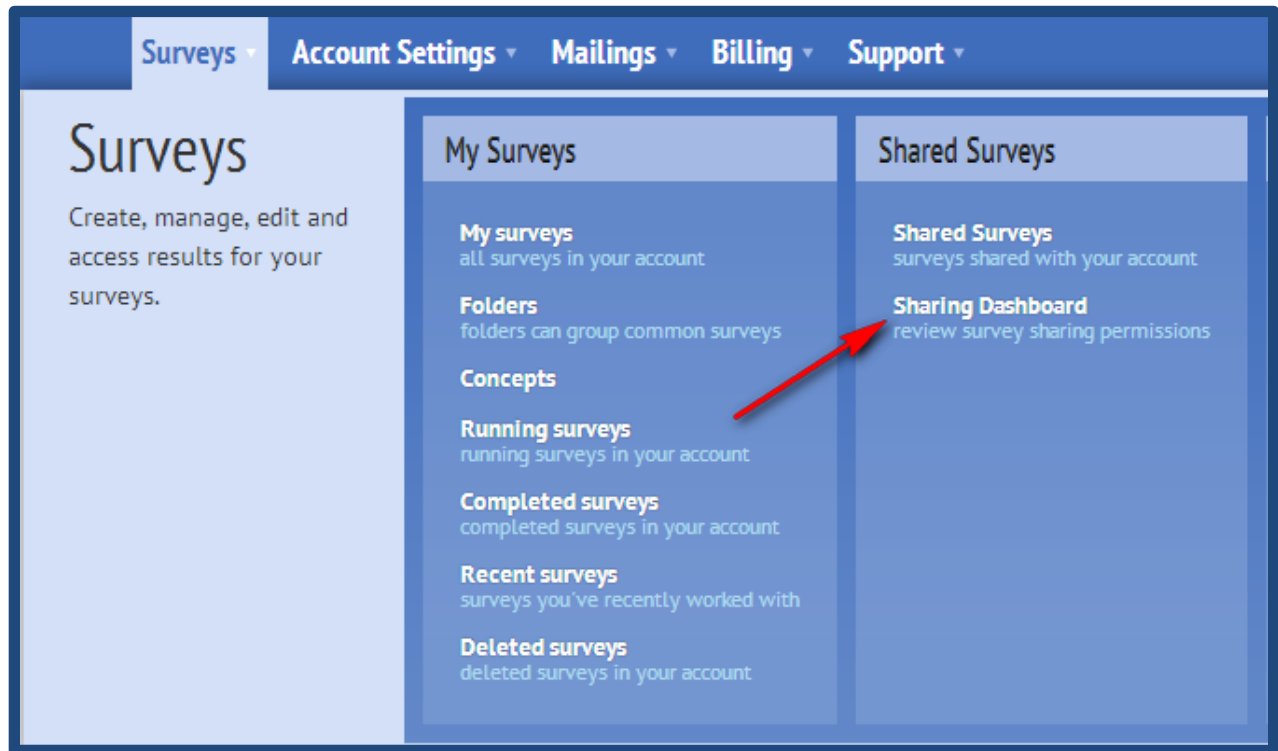 Surveys Account Settings Mailings Billing Support
Surveys
Create, manage, edit and
access results for your
surveys.
My Surveys
My surveys
all surveys in your account
Folders
folders can group common surveys
Concepts
Running surveys
running surveys in your account
Completed surveys
completed surveys in your account
Recent surveys
surveys you've recently worked with
Deleted surveys
deleted surveys in your account
Shared Surveys
Shared Surveys
surveys shared with your account
Sharing Dashboard
review survey sharing permissions